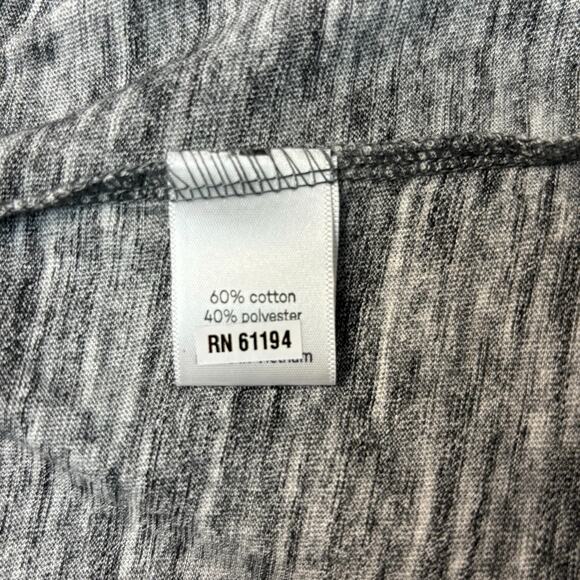 60% cotton
40% polyester
RN 61194